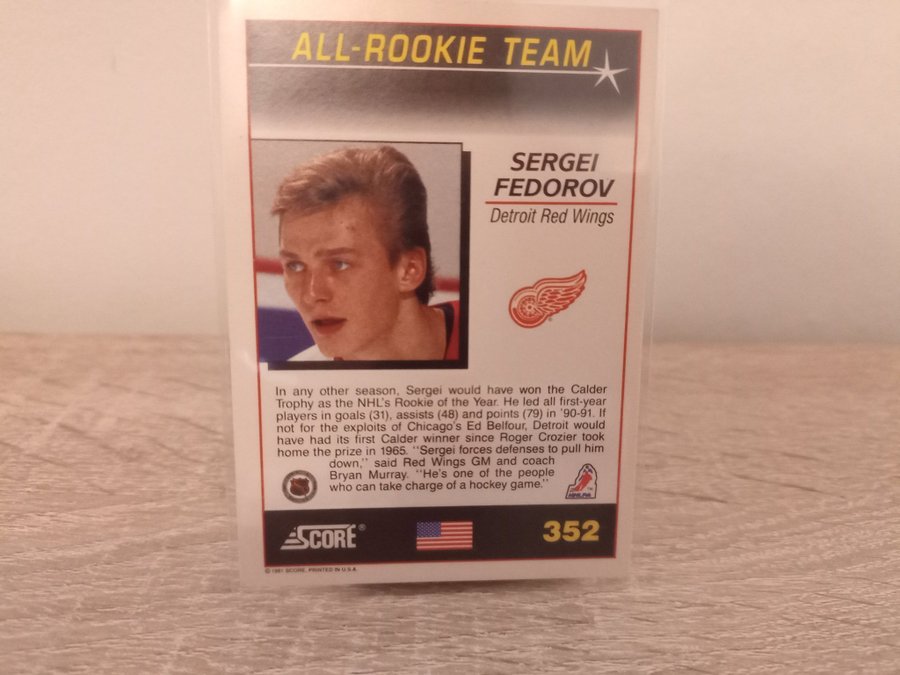 ALL-ROOKIE TEAM
SERGEI
FEDOROV
Detroit Red Wings
In any other season, Sergei would have won the Calder
Trophy as the NHL's Rookie of the Year. He led all first-year
players in goals (31), assists (48) and points (79) in '90-91. If
not for the exploits of Chicago's Ed Belfour, Detroit would
have had its first Calder winner since Roger Crozier took
home the prize in 1965. "Sergei forces defenses to pull him
down," said Red Wings GM and coach
Bryan Murray. "He's one of the people
who can take charge of a hockey game."
NHLPA
SCORE®
352
© 1991 SCORE. PRINTED IN U.S.A.